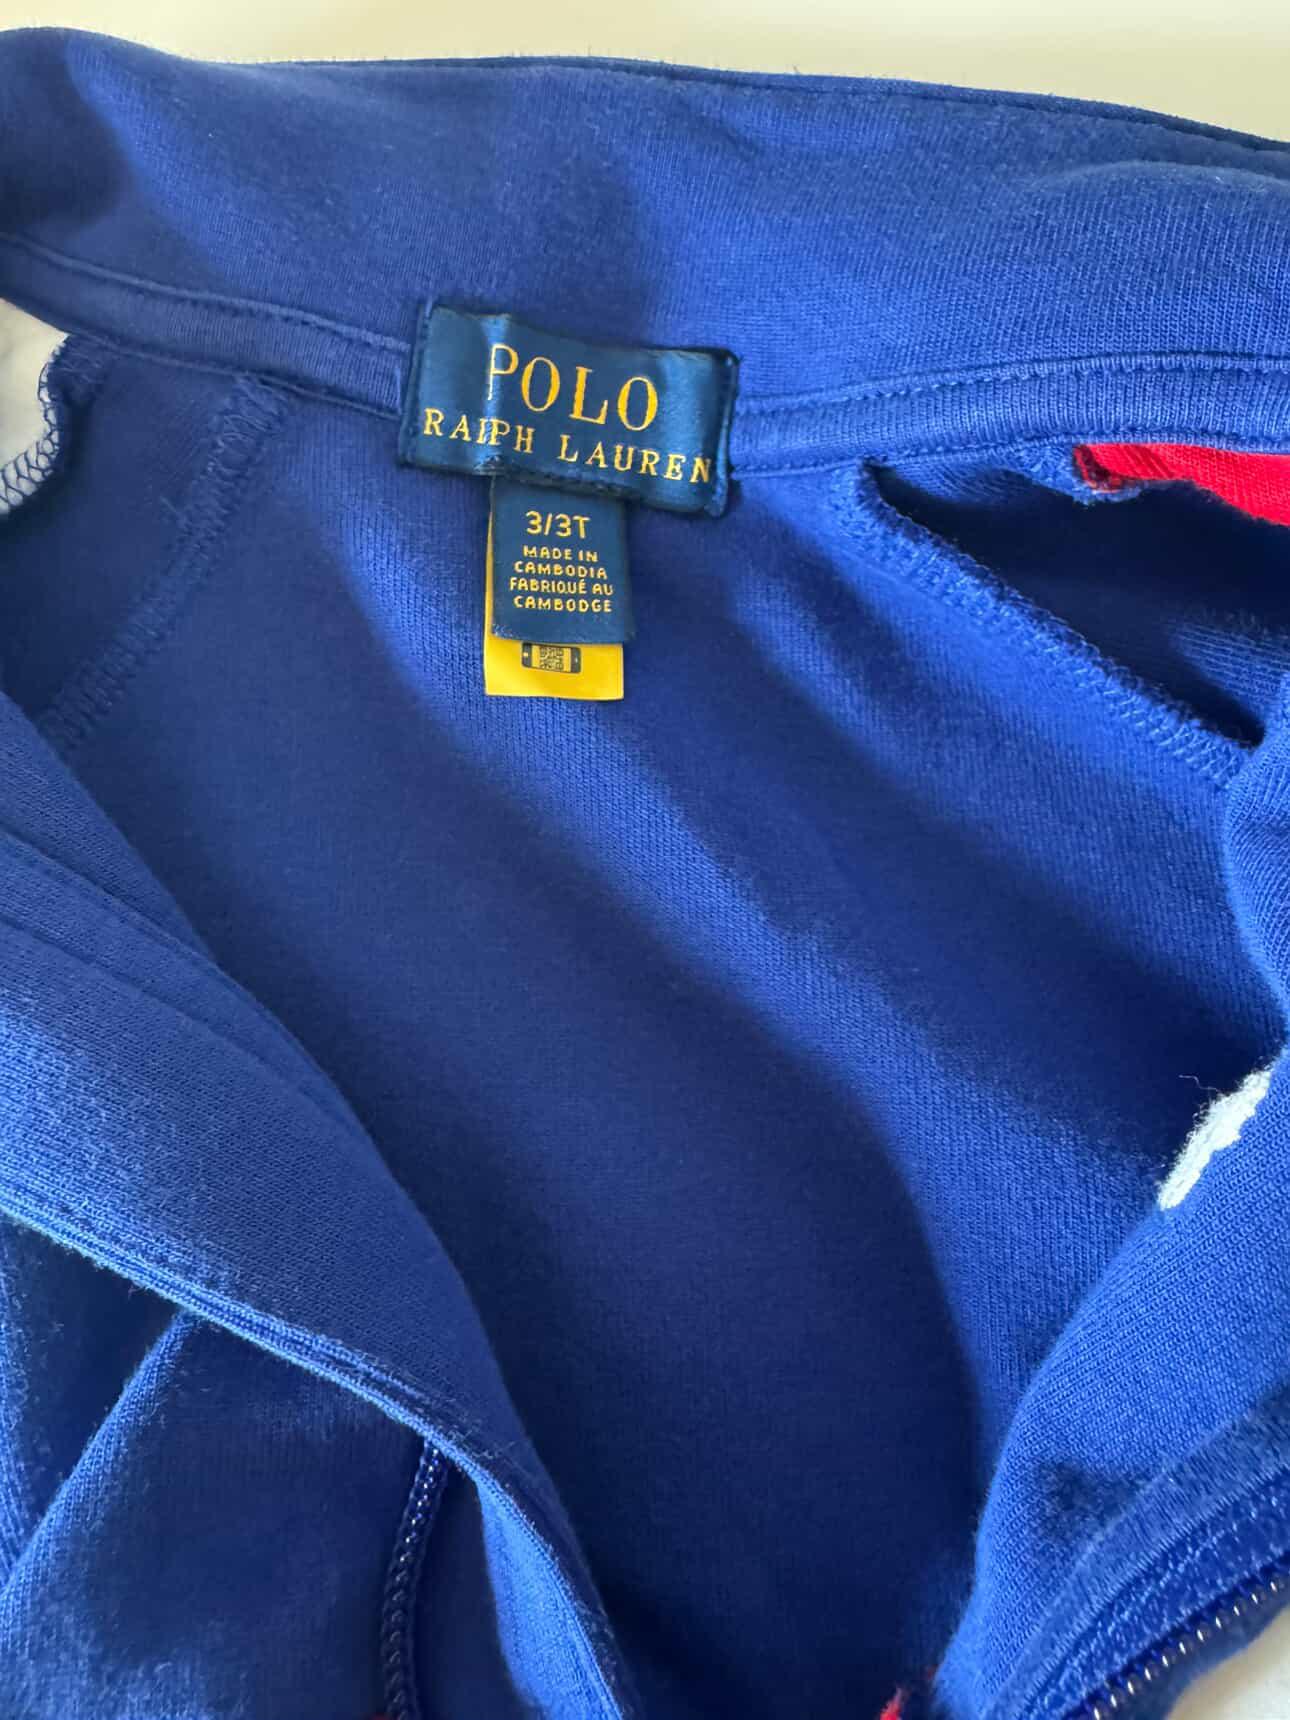 POLO
RALPH LAUREN
3/3T
MADE IN
CAMBODIA
FABRIQUÉ AU
CAMBODGE